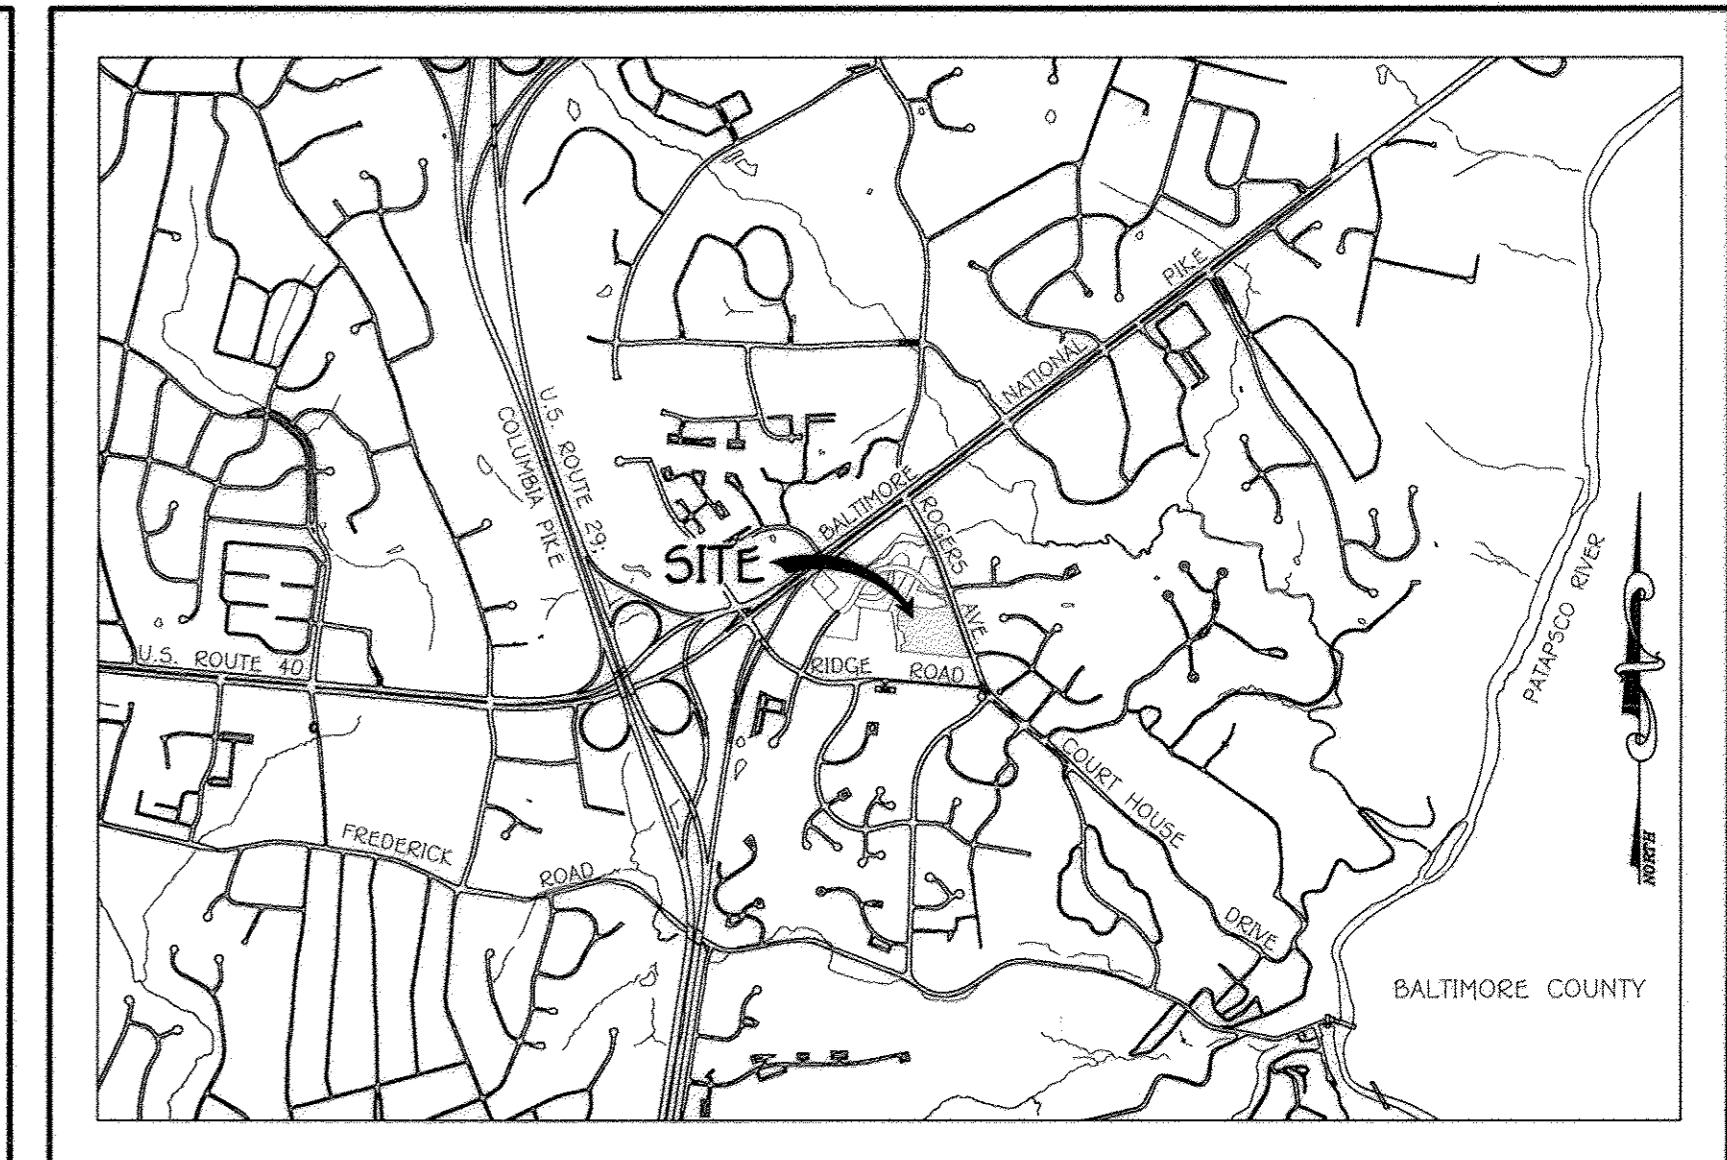 PIKE
NATIONAL
U.S. ROUTE 29;
COLUMBIA PIKE
BALTIMORE
ROGERS
AVE.
SITE
PATAPSCO RIVER
U.S. ROUTE 40
RIDGE ROAD
COURT HOUSE
DRIVE
FREDERICK
ROAD
NORTH
BALTIMORE COUNTY